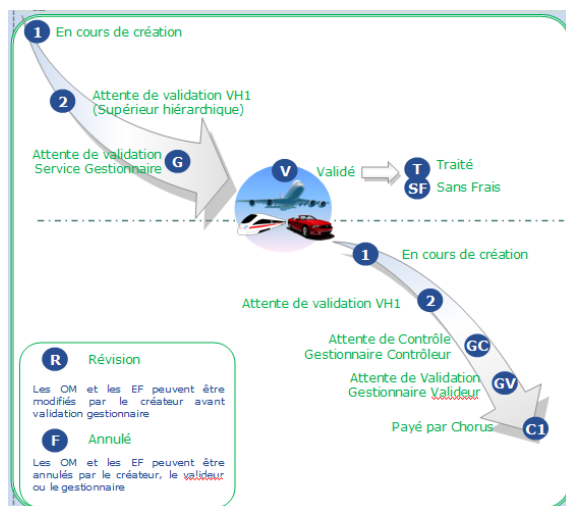 1 En cours de création
2 Attente de validation VH1
(Supérieur hiérarchique)
Attente de validation
Service Gestionnaire G
V Validé T Traité
SF Sans Frais
1 En cours de création
Attente de validation VH1 2
Attente de Contrôle
Gestionnaire Contrôleur GC
Attente de Validation
Gestionnaire Valideur GV
Payé par Chorus C1
R Révision
Les OM et les EF peuvent être
modifiés par le créateur avant
validation gestionnaire
F Annulé
Les OM et les EF peuvent être
annulés par le créateur, le valideur
ou le gestionnaire